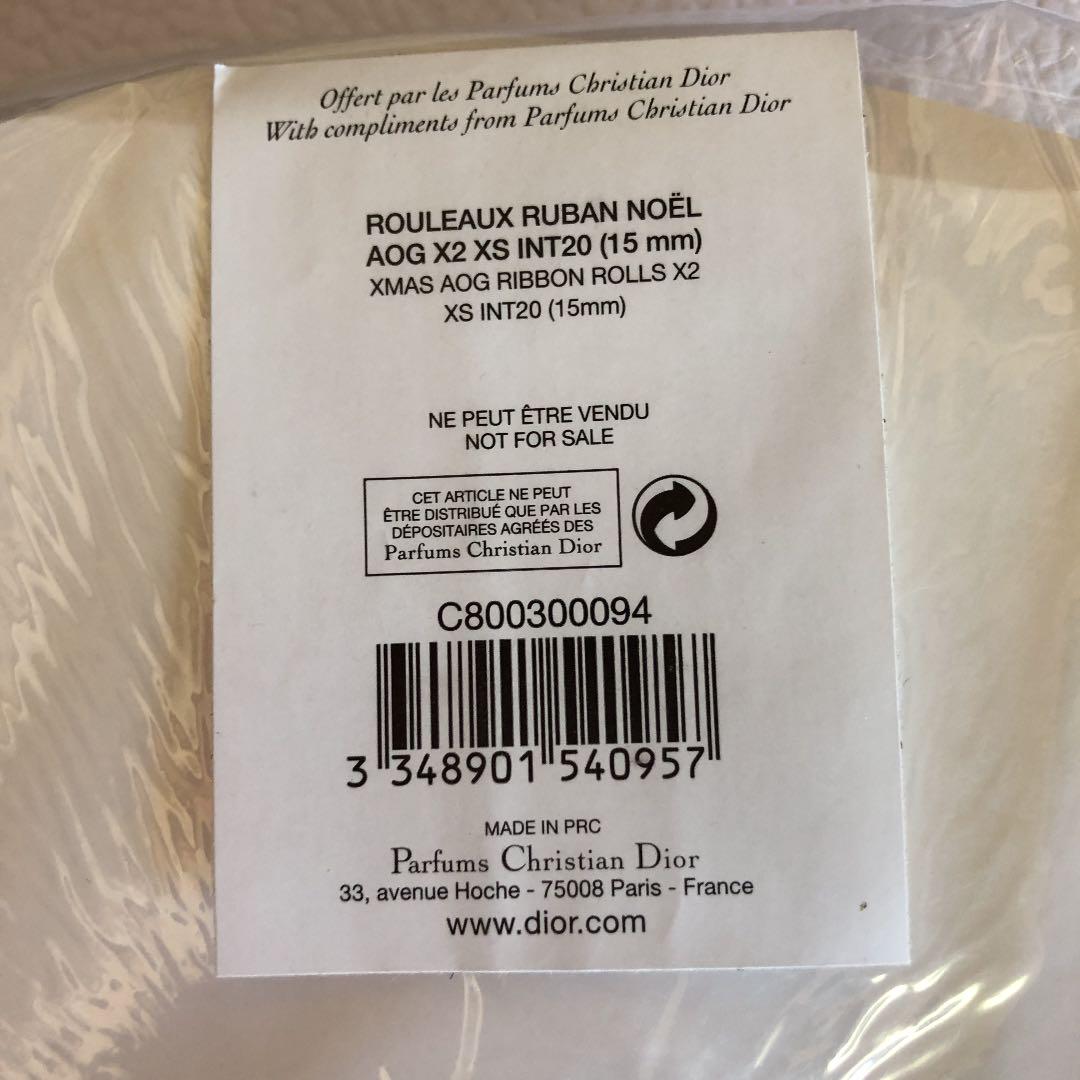 Offert par les Parfums Christian Dior
With compliments from Parfums Christian Dior
ROULEAUX RUBAN NOËL
AOG X2 XS INT20 (15 mm)
XMAS AOG RIBBON ROLLS X2
XS INT20 (15mm)
NE PEUT ÊTRE VENDU
NOT FOR SALE
CET ARTICLE NE PEUT
ÊTRE DISTRIBUÉ QUE PAR LES
DÉPOSITAIRES AGRÉÉS DES
Parfums Christian Dior
C800300094
3 348901 540957
MADE IN PRC
Parfums Christian Dior
33, avenue Hoche - 75008 Paris - France
www.dior.com